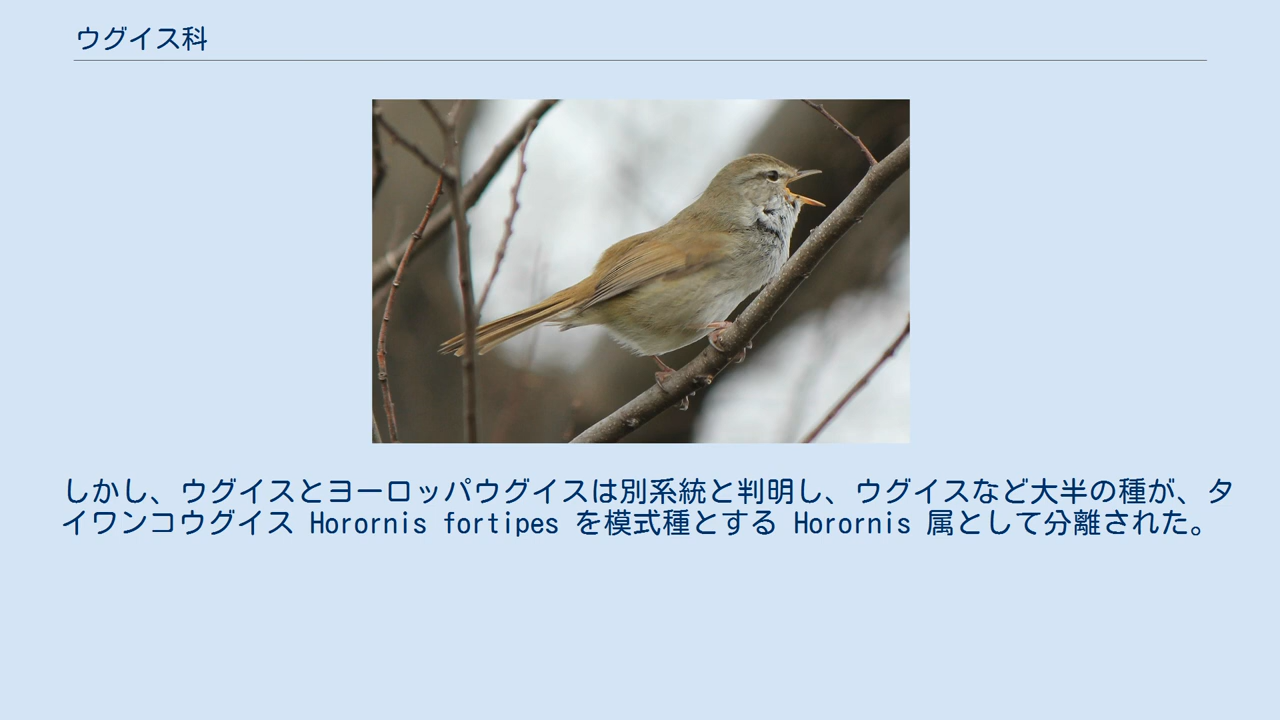 ウグイス科
しかし、ウグイスとヨーロッパウグイスは別系統と判明し、ウグイスなど大半の種が、タ
イワンコウグイス Horornis fortipes を模式種とする Horornis 属として分離された。